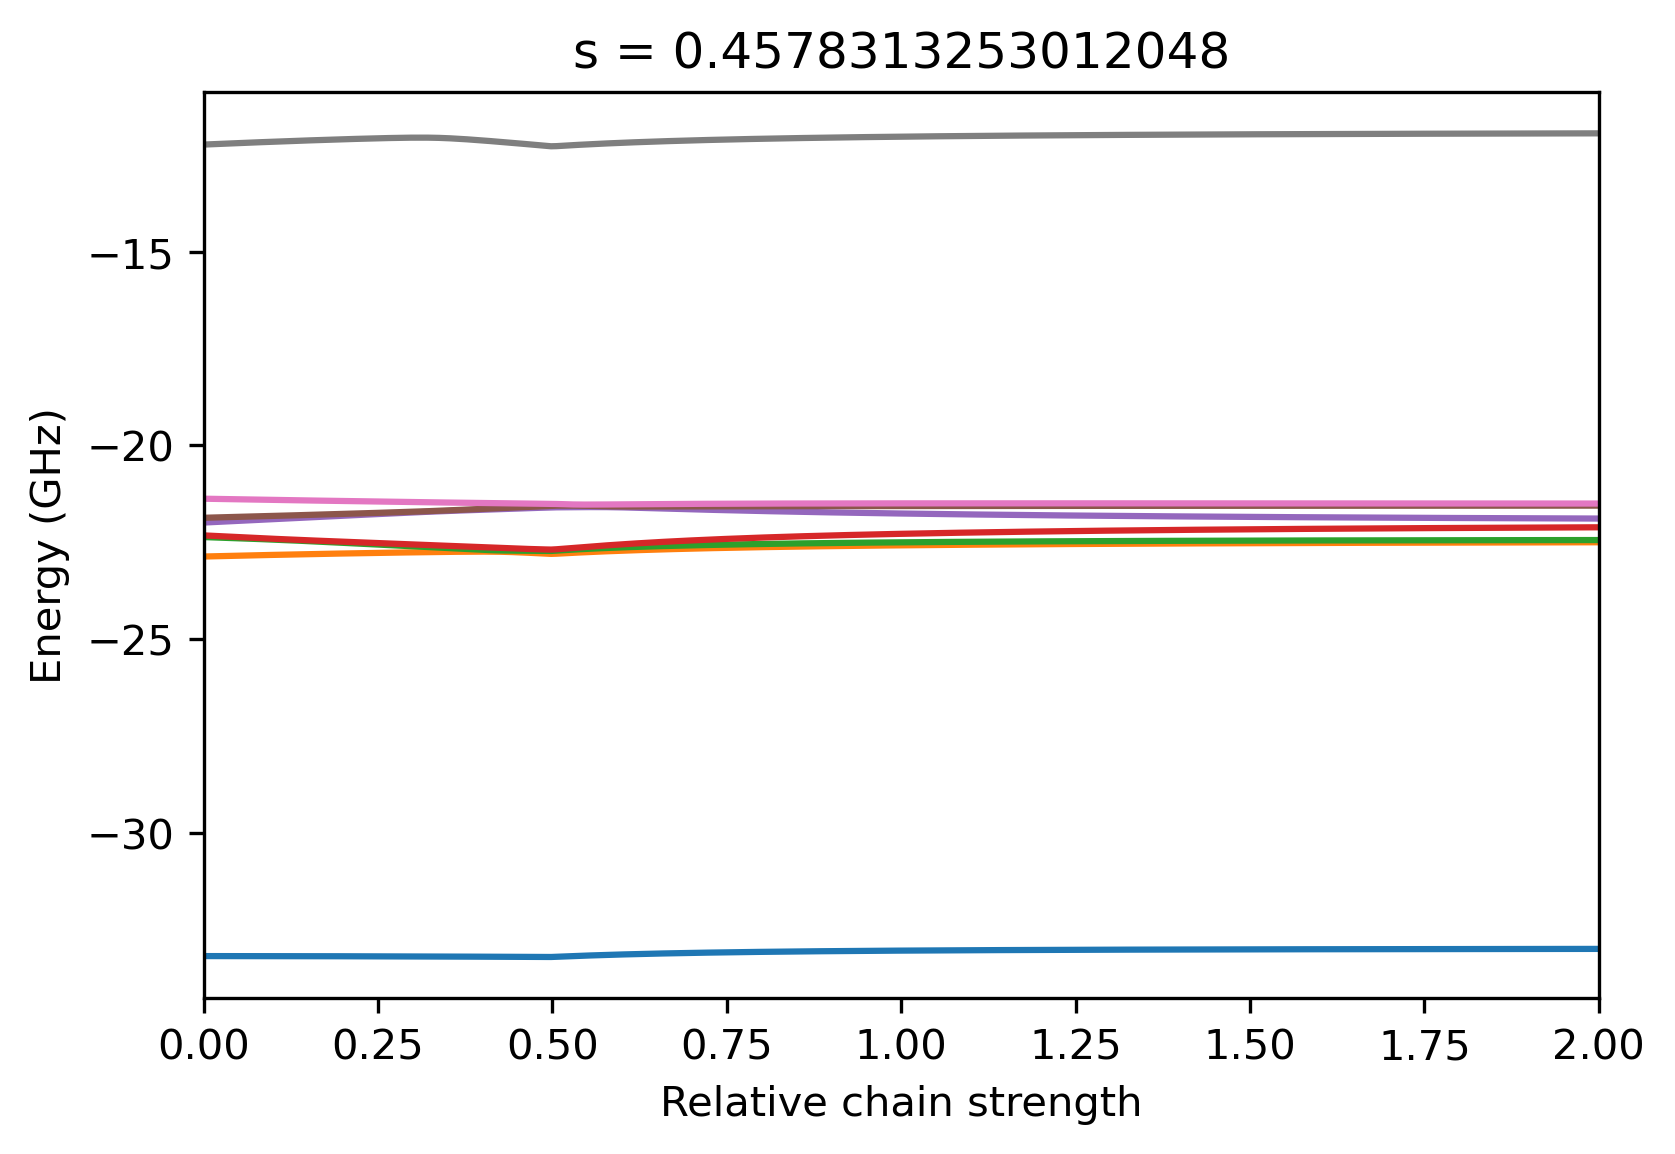 s = 0.4578313253012048
Energy (GHz)
−15
−20
−25
−30
0.00 0.25 0.50 0.75 1.00 1.25 1.50 1.75 2.00
Relative chain strength